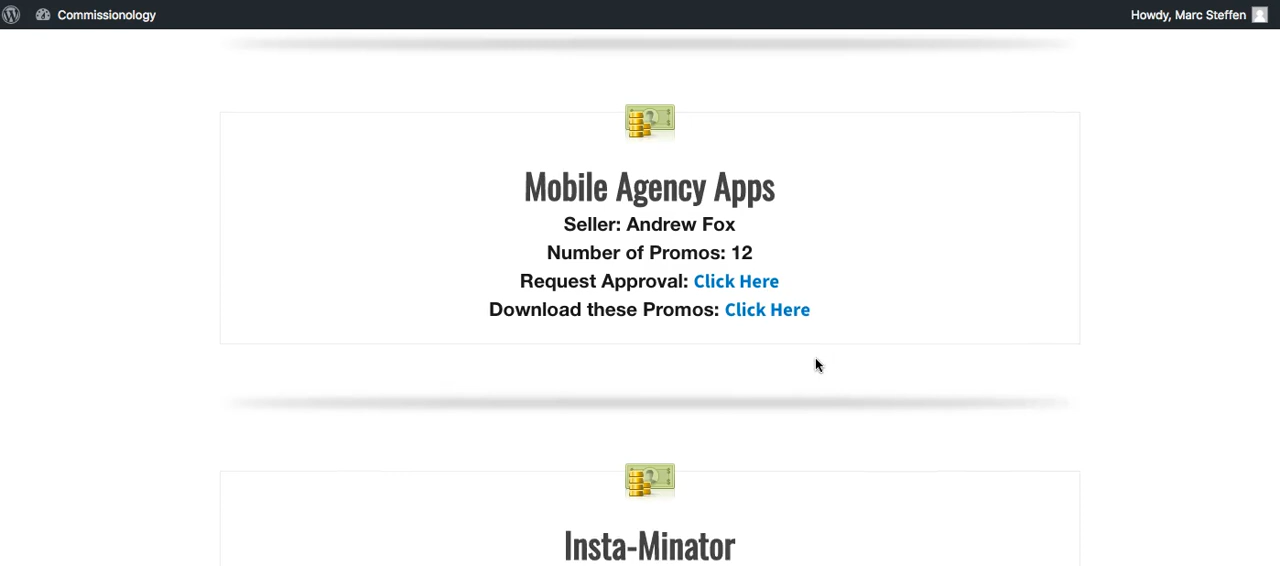 Commissionology
Howdy, Marc Steffen
Mobile Agency Apps
Seller: Andrew Fox
Number of Promos: 12
Request Approval: Click Here
Download these Promos: Click Here
Insta-Minator